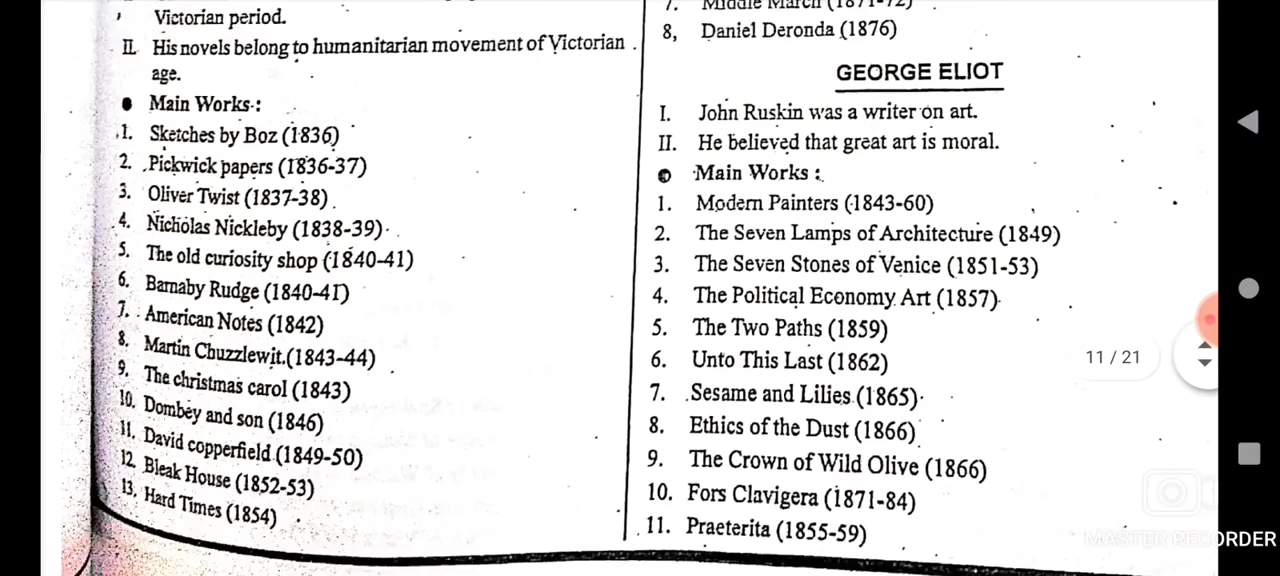 Victorian period.
II. His novels belong to humanitarian movement of Victorian
age.
Main Works :
1. Sketches by Boz (1836)
2. Pickwick papers (1836-37)
3. Oliver Twist (1837-38)
4. Nicholas Nickleby (1838-39)
5. The old curiosity shop (1840-41)
6. Barnaby Rudge (1840-41)
7. American Notes (1842)
8. Martin Chuzzlewit.(1843-44)
9. The christmas carol (1843)
10. Dombey and son (1846)
11. David copperfield (1849-50)
12. Bleak House (1852-53)
13. Hard Times (1854)
7. Middle March (1871-72)
8, Daniel Deronda (1876)
GEORGE ELIOT
I. John Ruskin was a writer on art.
II. He believed that great art is moral.
Main Works :
1. Modern Painters (1843-60)
2. The Seven Lamps of Architecture (1849)
3. The Seven Stones of Venice (1851-53)
4. The Political Economy Art (1857)
5. The Two Paths (1859)
6. Unto This Last (1862)
7. Sesame and Lilies (1865)
8. Ethics of the Dust (1866)
9. The Crown of Wild Olive (1866)
10. Fors Clavigera (1871-84)
11. Praeterita (1855-59)
11 / 21
MASTER RECORDER